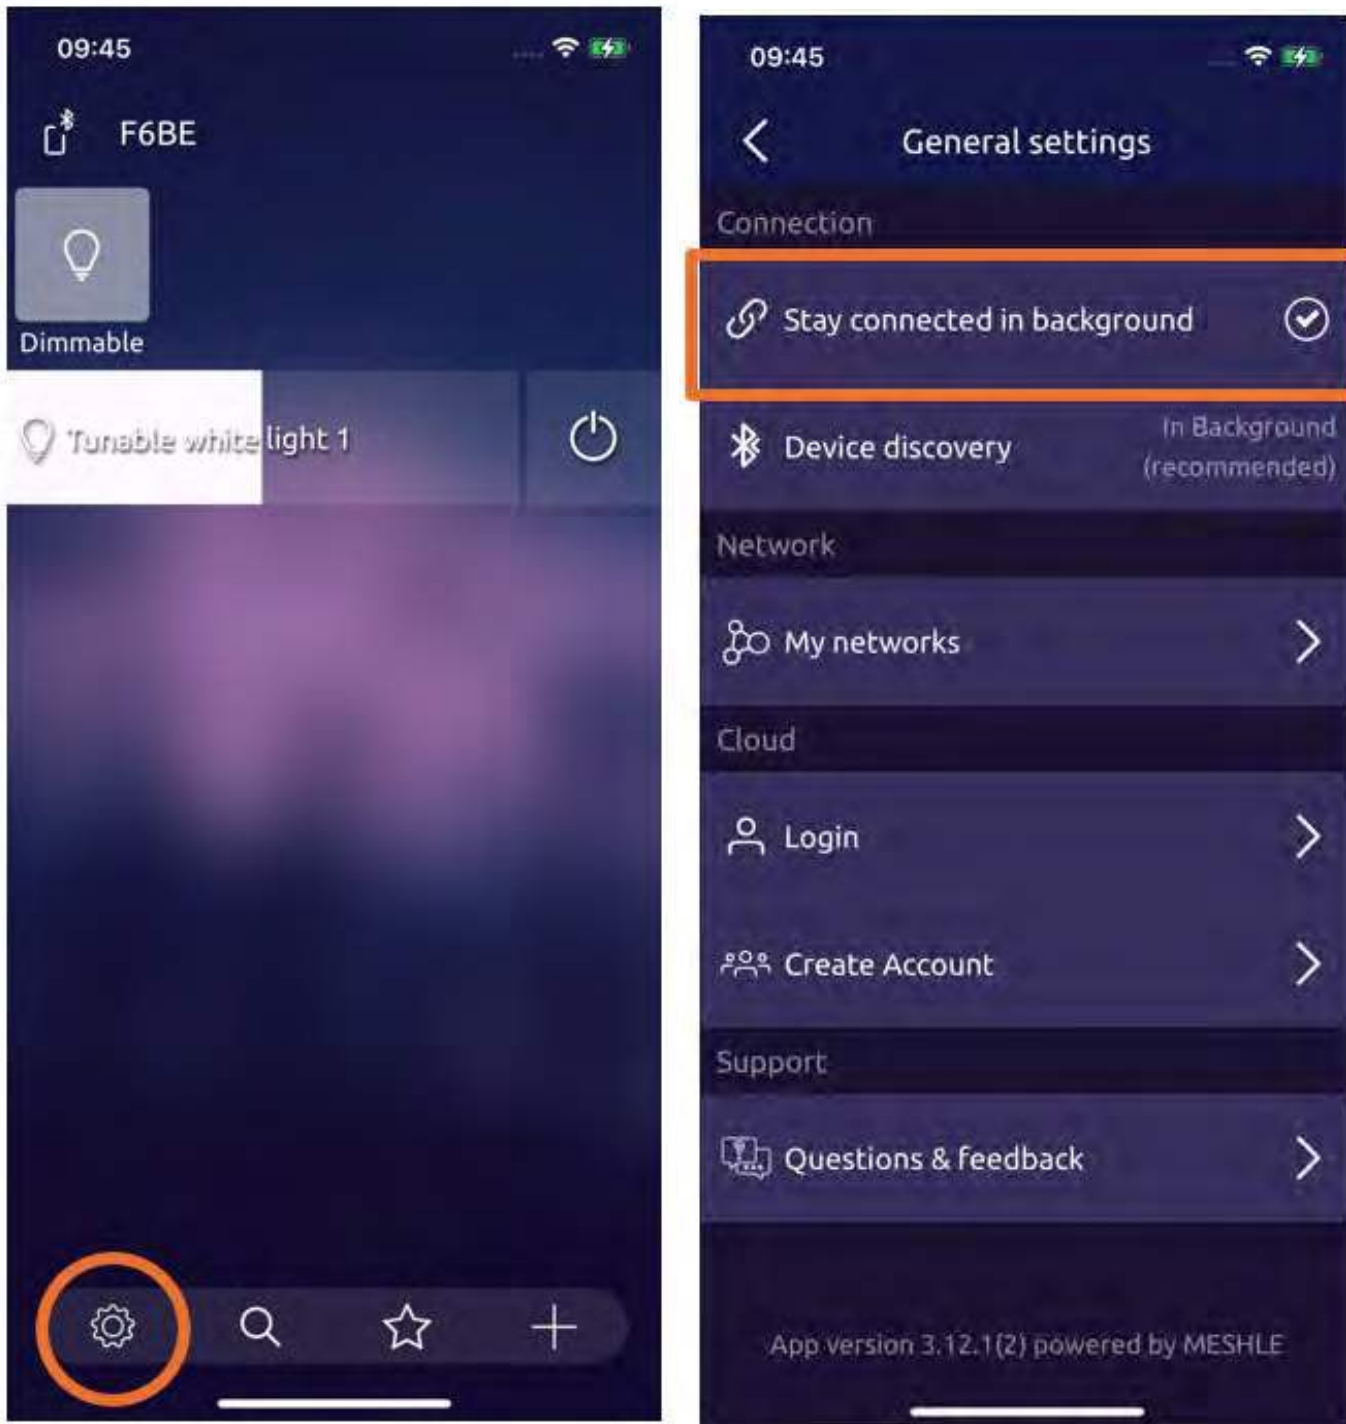 09:45
F6BE
Dimmable
Tunable white light 1
09:45
General settings
Connection
Stay connected in background
Device discovery
In Background
(recommended)
Network
My networks
Cloud
Login
Create Account
Support
Questions & feedback
App version 3.12.1(2) powered by MESHLE